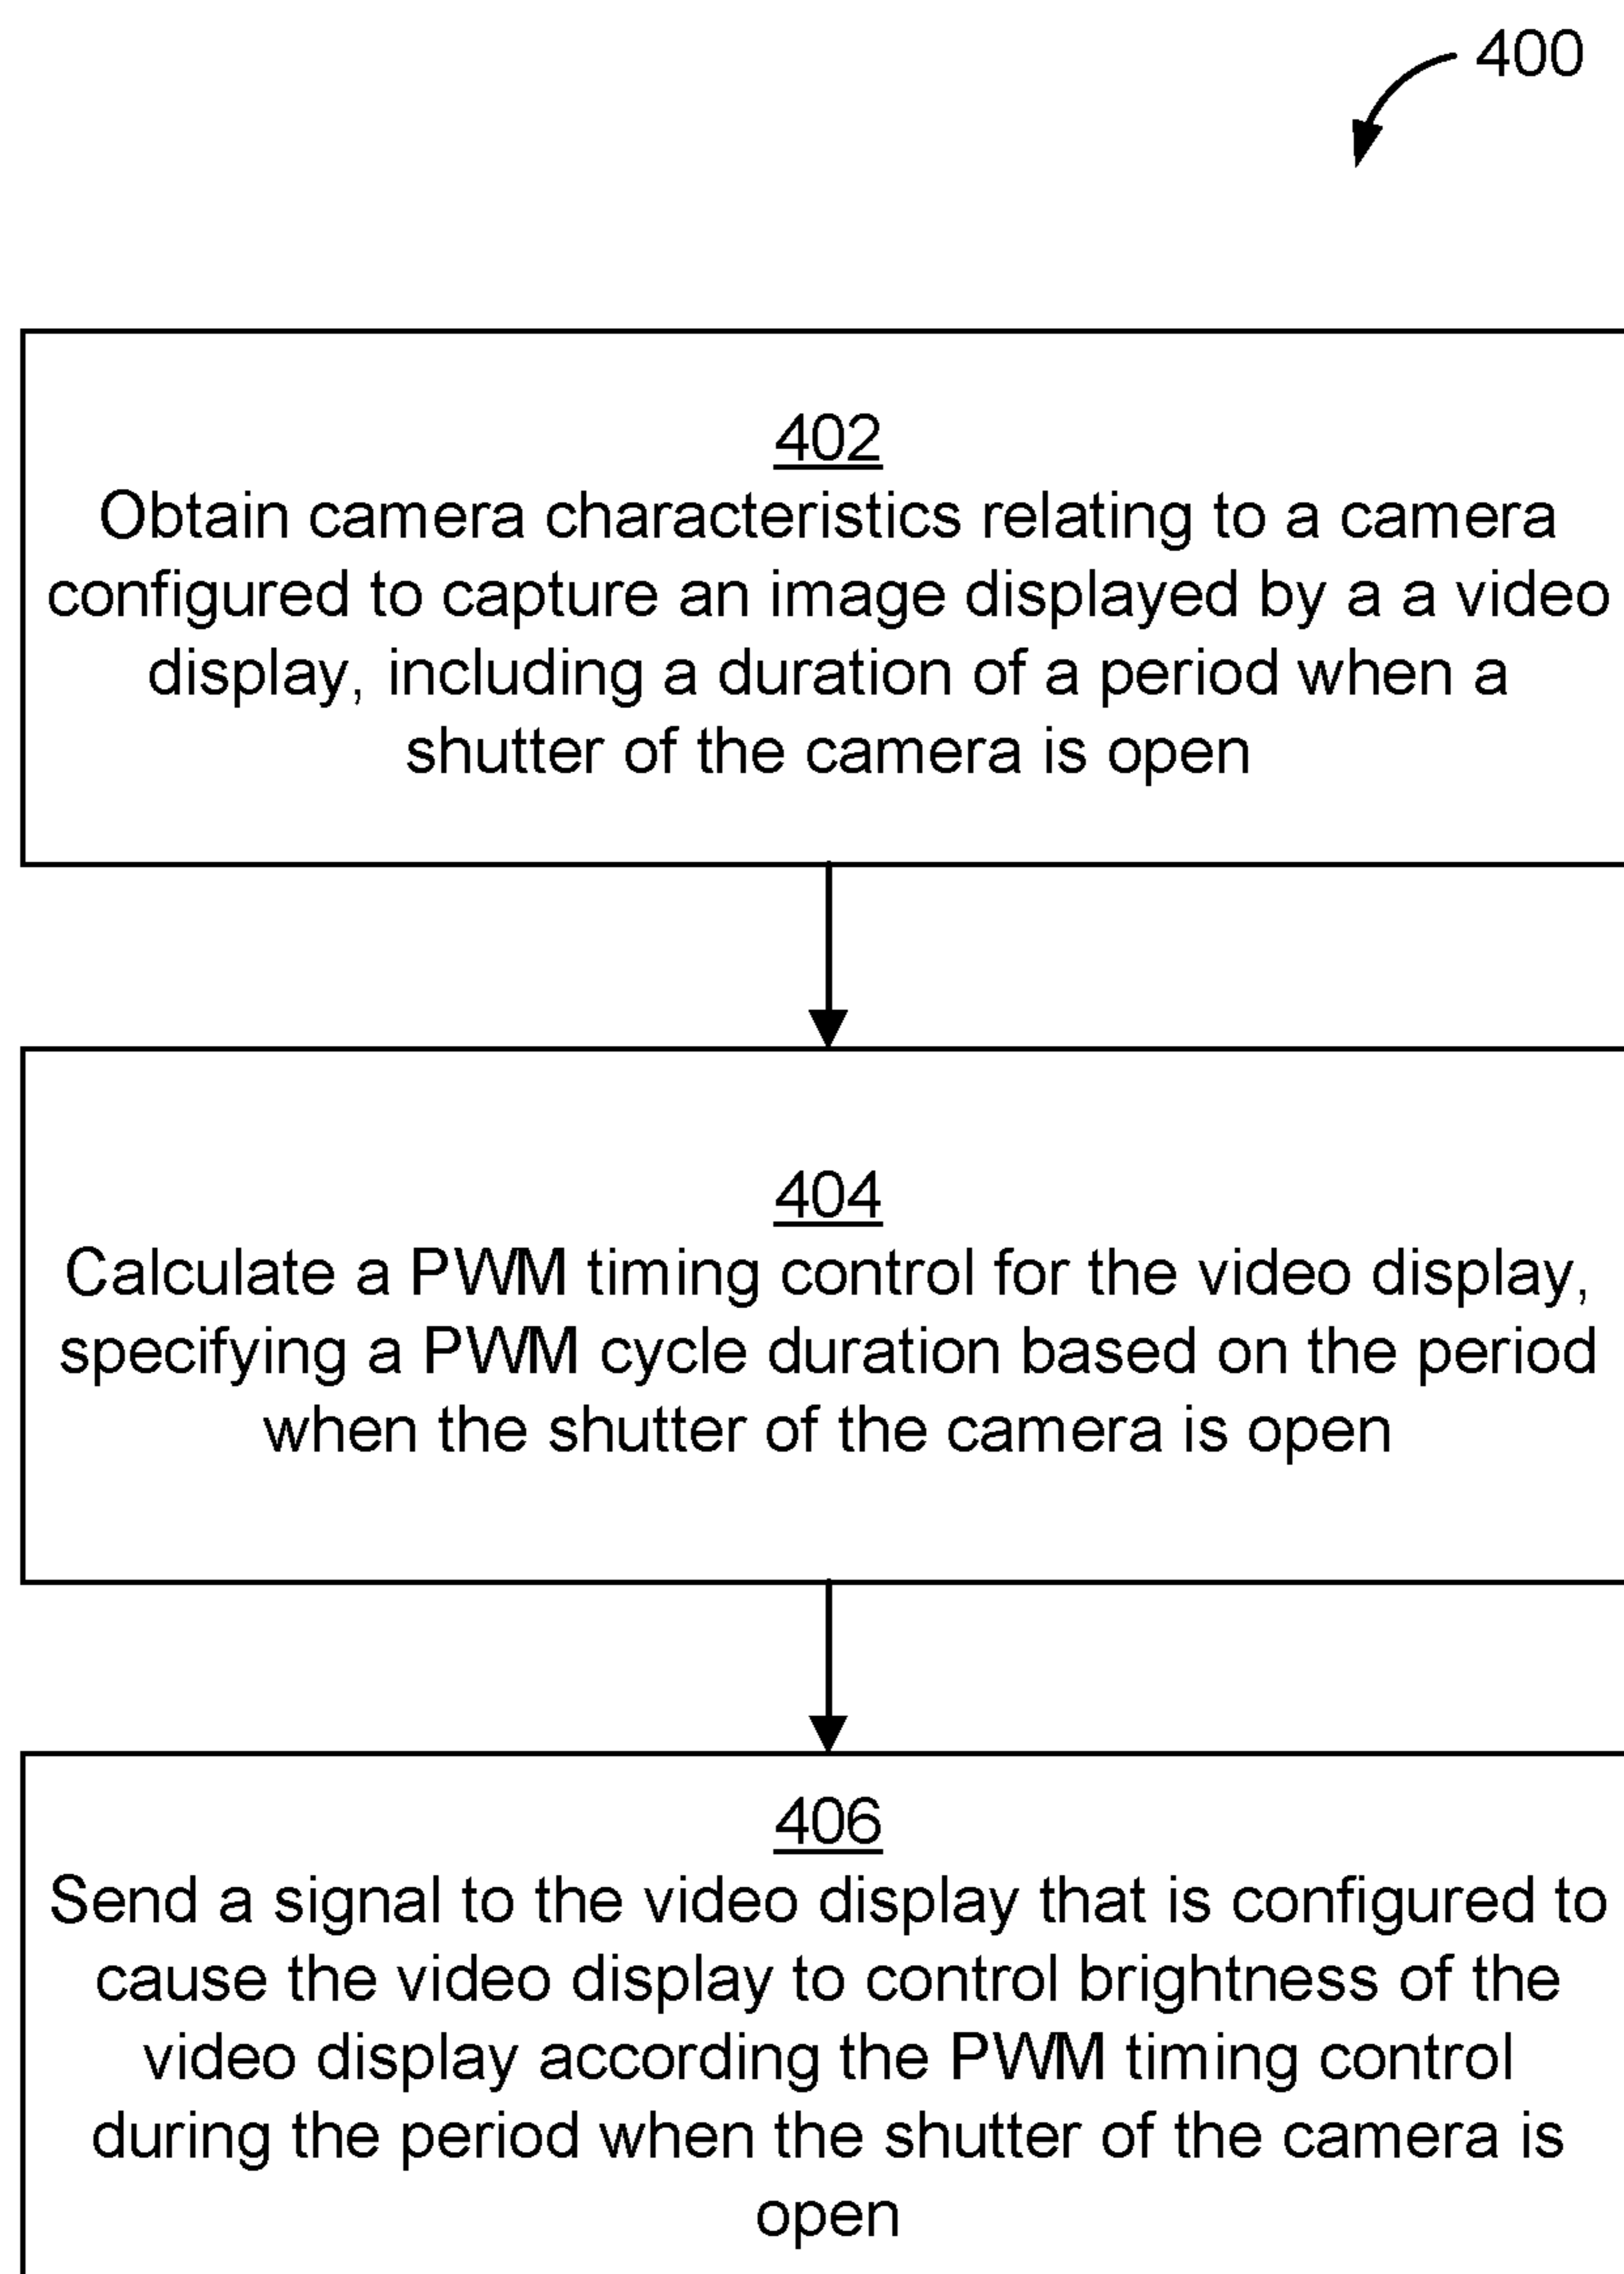 400
402
Obtain camera characteristics relating to a camera
configured to capture an image displayed by a a video
display, including a duration of a period when a
shutter of the camera is open
404
Calculate a PWM timing control for the video display,
specifying a PWM cycle duration based on the period
when the shutter of the camera is open
406
Send a signal to the video display that is configured to
cause the video display to control brightness of the
video display according the PWM timing control
during the period when the shutter of the camera is
open